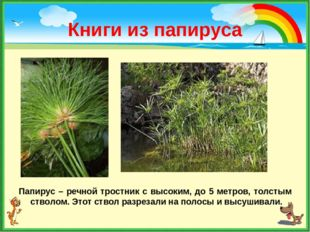 Книги из папируса
Папирус – речной тростник с высоким, до 5 метров, толстым
стволом. Этот ствол разрезали на полосы и высушивали.